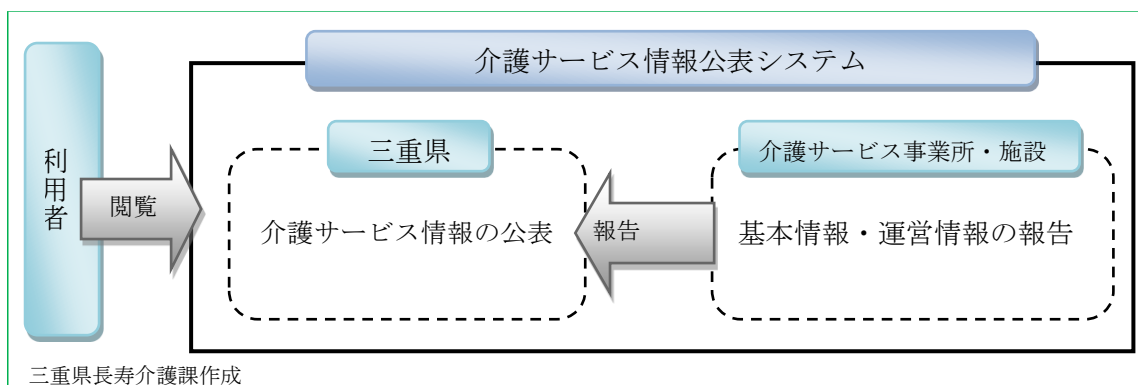 介護サービス情報公表システム
利用者
閲覧
三重県
介護サービス情報の公表
報告
介護サービス事業所・施設
基本情報・運営情報の報告
三重県長寿介護課作成